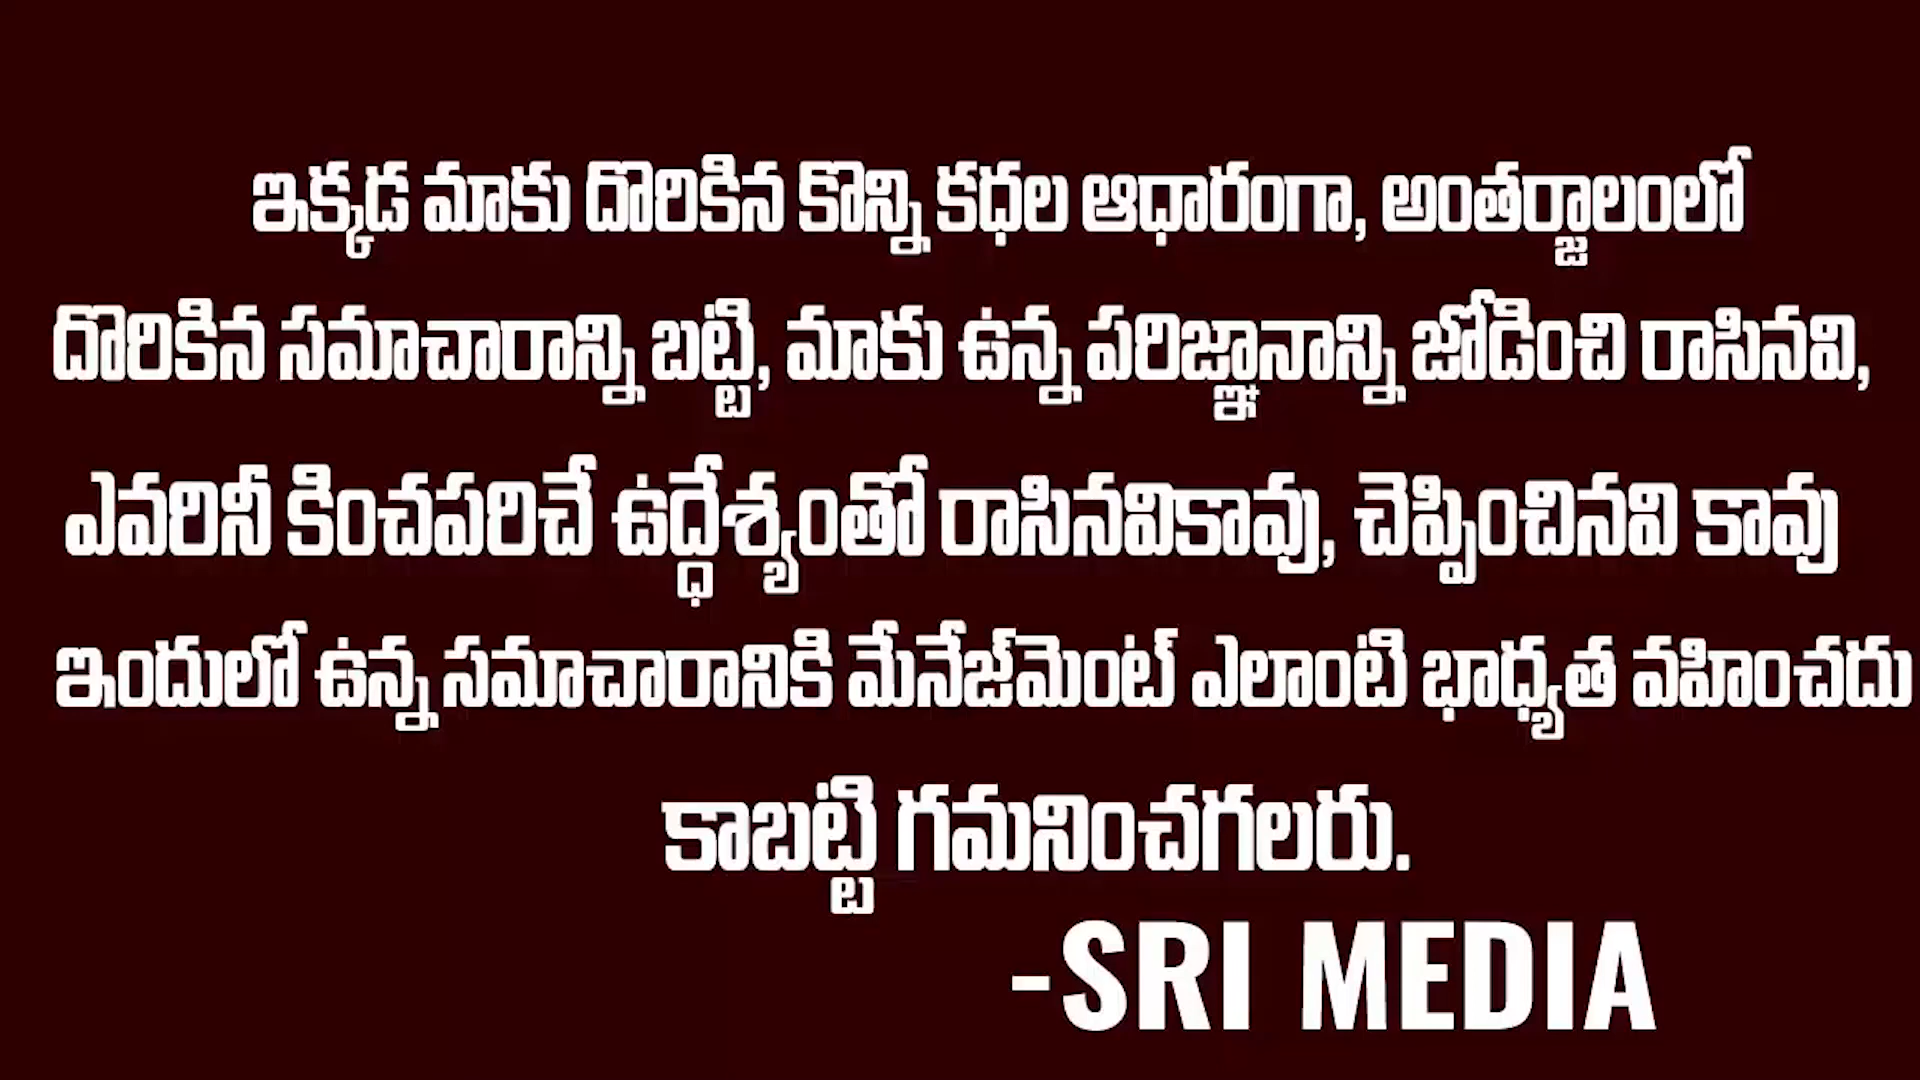 ఇక్కడ మాకు దొరికిన కొన్ని కధల ఆధారంగా, అంతర్జాలంలో
దొరికిన సమాచారాన్ని బట్టి, మాకు ఉన్న పరిజ్ఞానాన్ని జోడించి రాసినవి,
ఎవరినీ కించపరిచే ఉద్ధేశ్యంతో రాసినవికావు, చెప్పించినవి కావు
ఇందులో ఉన్న సమాచారానికి మేనేజ్‌మెంట్ ఎలాంటి భాధ్యత వహించదు
కాబట్టి గమనించగలరు.
-SRI MEDIA